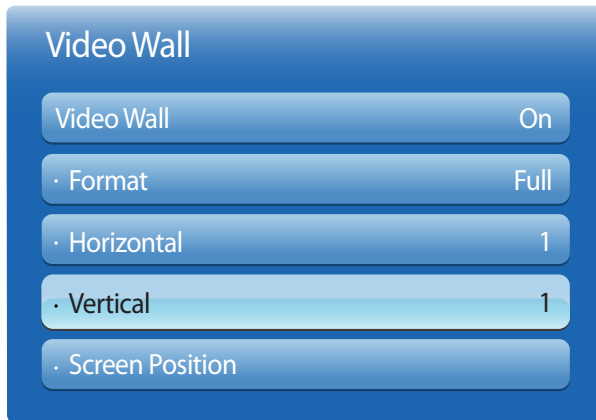 Video Wall
Video Wall On
· Format Full
· Horizontal 1
· Vertical 1
· Screen Position